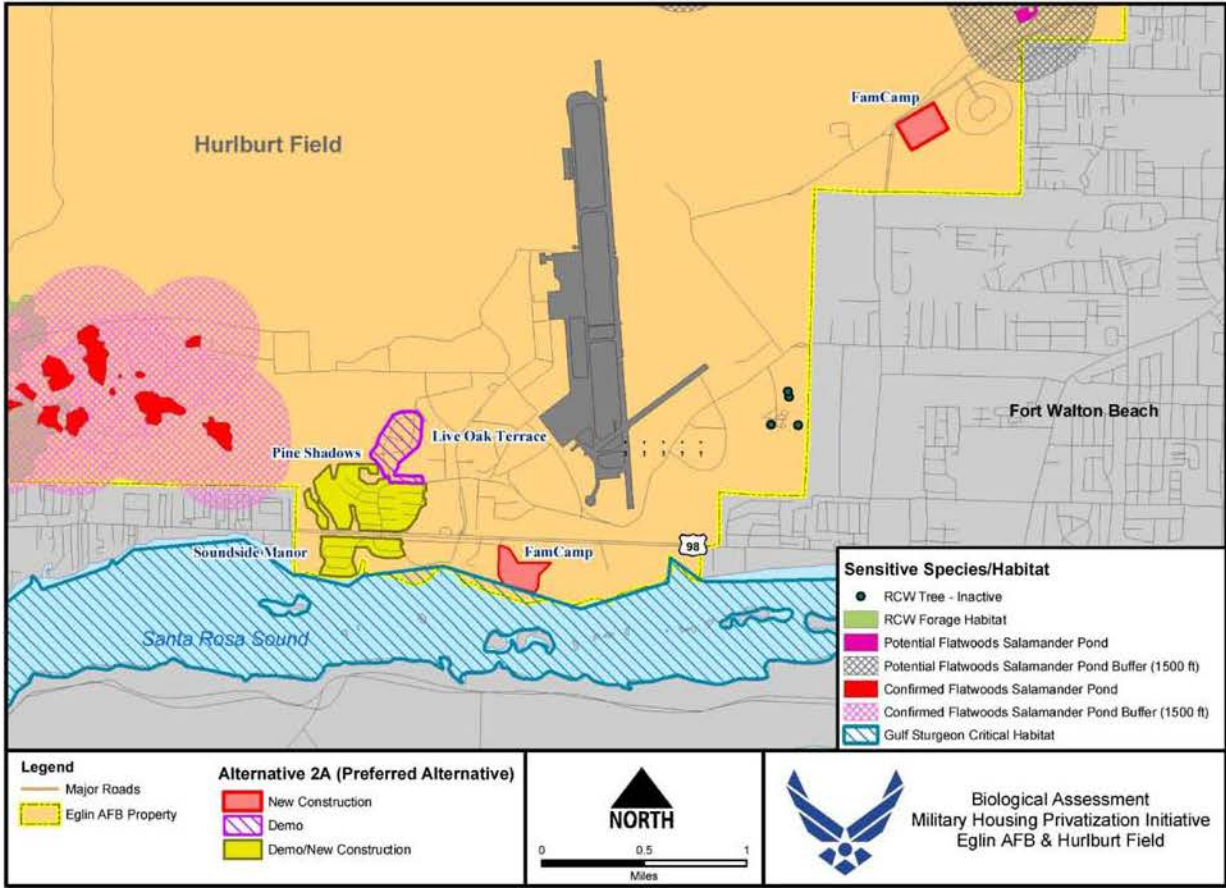 FamCamp
Hurlburt Field
Fort Walton Beach
Live Oak Terrace
Pine Shadows
Soundside Manor
FamCamp
98
Santa Rosa Sound
Sensitive Species/Habitat
RCW Tree - Inactive
RCW Forage Habitat
Potential Flatwoods Salamander Pond
Potential Flatwoods Salamander Pond Buffer (1500 ft)
Confirmed Flatwoods Salamander Pond
Confirmed Flatwoods Salamander Pond Buffer (1500 ft)
Gulf Sturgeon Critical Habitat
Legend
Major Roads
Eglin AFB Property
Alternative 2A (Preferred Alternative)
New Construction
Demo
Demo/New Construction
NORTH
0 0.5 1
Miles
Biological Assessment
Military Housing Privatization Initiative
Eglin AFB & Hurlburt Field